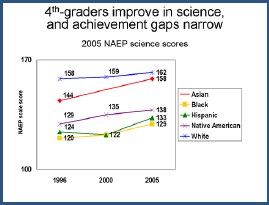 4th-graders improve in science,
and achievement gaps narrow
2005 NAEP science scores
170
158
159
162
158
144
129
135
138
133
124
129
120
122
100
NAEP scale score
1996
2000
2005
Asian
Black
Hispanic
Native American
White